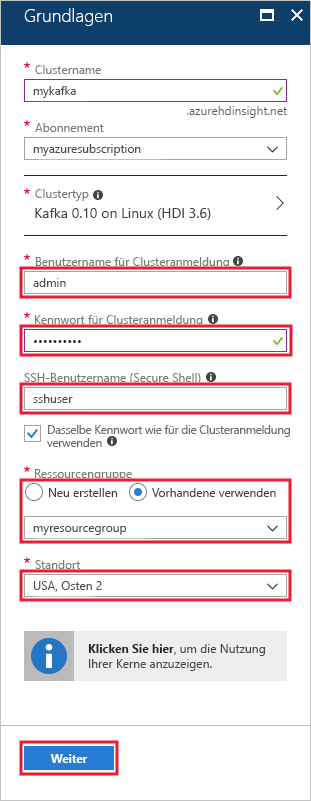 Grundlagen
* Clustername
mykafka
.azurehdinsight.net
* Abonnement
myazuresubscription
* Clustertyp
Kafka 0.10 on Linux (HDI 3.6)
* Benutzername für Clusteranmeldung
admin
* Kennwort für Clusteranmeldung
••••••••••
SSH-Benutzername (Secure Shell)
sshuser
Dasselbe Kennwort wie für die Clusteranmeldung
verwenden
* Ressourcengruppe
Neu erstellen Vorhandene verwenden
myresourcegroup
* Standort
USA, Osten 2
Klicken Sie hier, um die Nutzung
Ihrer Kerne anzuzeigen.
Weiter